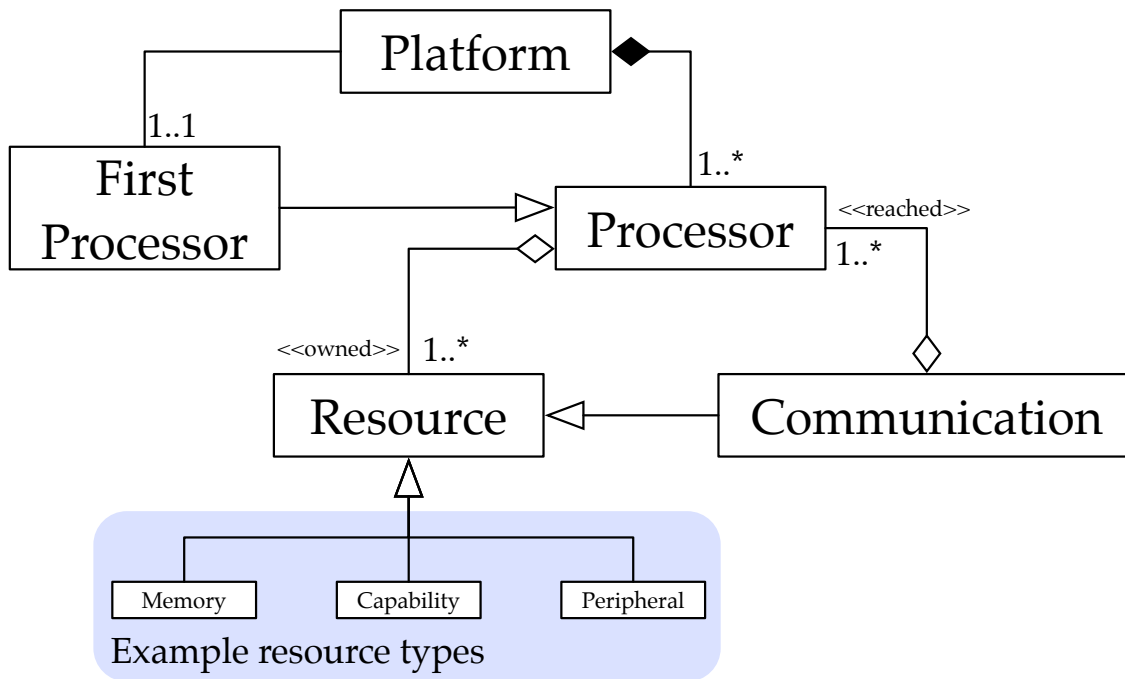 Platform
1..1
First
Processor
1..*
Processor
<<reached>>
1..*
<<owned>>
1..*
Resource
Communication
Memory
Capability
Peripheral
Example resource types